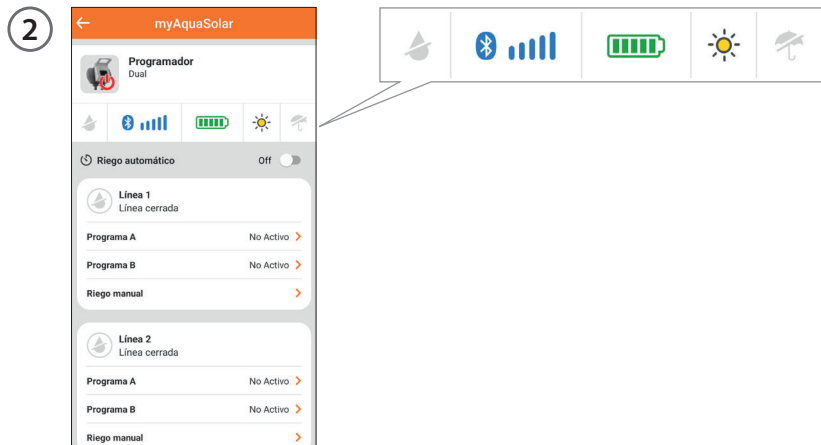 2
myAquaSolar
Programador
Dual
Riego automático Off
Línea 1
Línea cerrada
Programa A No Activo
Programa B No Activo
Riego manual
Línea 2
Línea cerrada
Programa A No Activo
Programa B No Activo
Riego manual